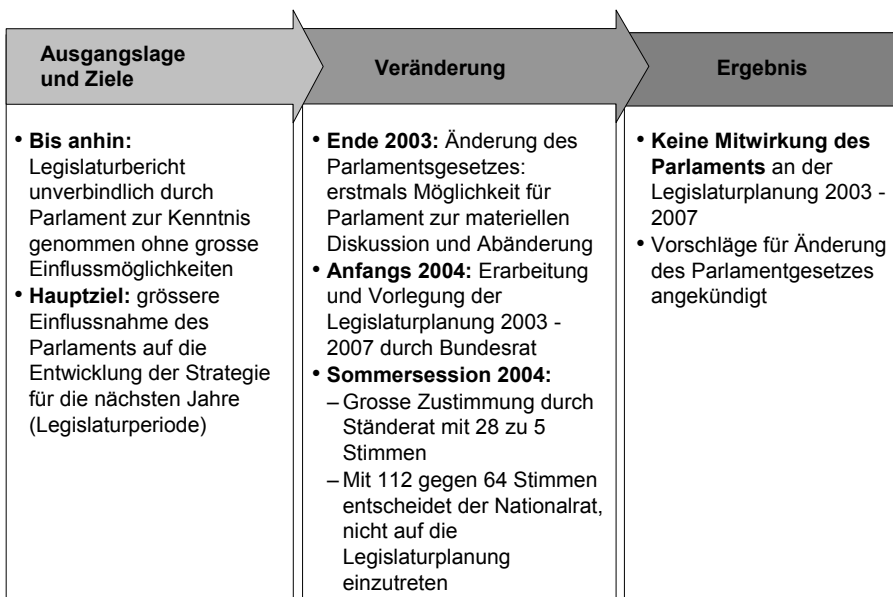 Ausgangslage
und Ziele
Veränderung
Ergebnis
• Bis anhin:
Legislaturbericht
unverbindlich durch
Parlament zur Kenntnis
genommen ohne grosse
Einflussmöglichkeiten
• Hauptziel: grössere
Einflussnahme des
Parlaments auf die
Entwicklung der Strategie
für die nächsten Jahre
(Legislaturperiode)
• Ende 2003: Änderung des
Parlamentsgesetzes:
erstmals Möglichkeit für
Parlament zur materiellen
Diskussion und Abänderung
• Anfangs 2004: Erarbeitung
und Vorlegung der
Legislaturplanung 2003 -
2007 durch Bundesrat
• Sommersession 2004:
– Grosse Zustimmung durch
Ständerat mit 28 zu 5
Stimmen
– Mit 112 gegen 64 Stimmen
entscheidet der Nationalrat,
nicht auf die
Legislaturplanung
einzutreten
• Keine Mitwirkung des
Parlaments an der
Legislaturplanung 2003 -
2007
• Vorschläge für Änderung
des Parlamentgesetzes
angekündigt